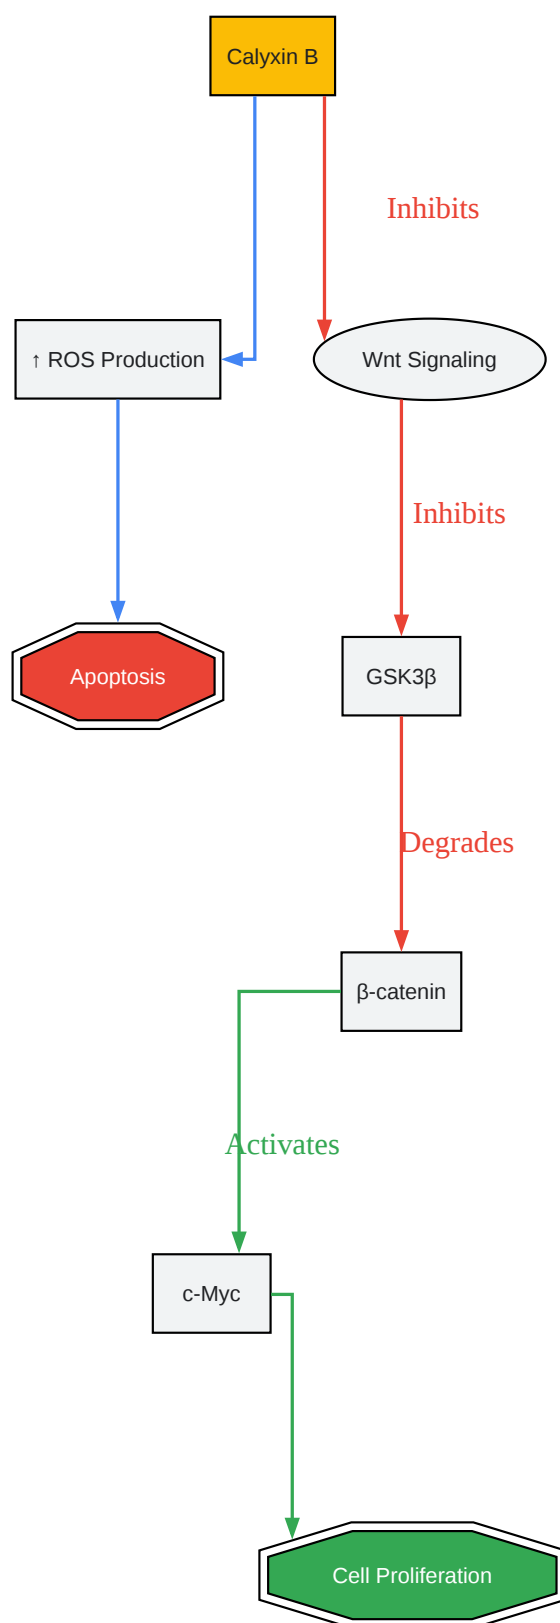 Calyxin B
Inhibits
↑ ROS Production
Wnt Signaling
Inhibits
Apoptosis
GSK3β
Degrades
β-catenin
Activates
c-Myc
Cell Proliferation